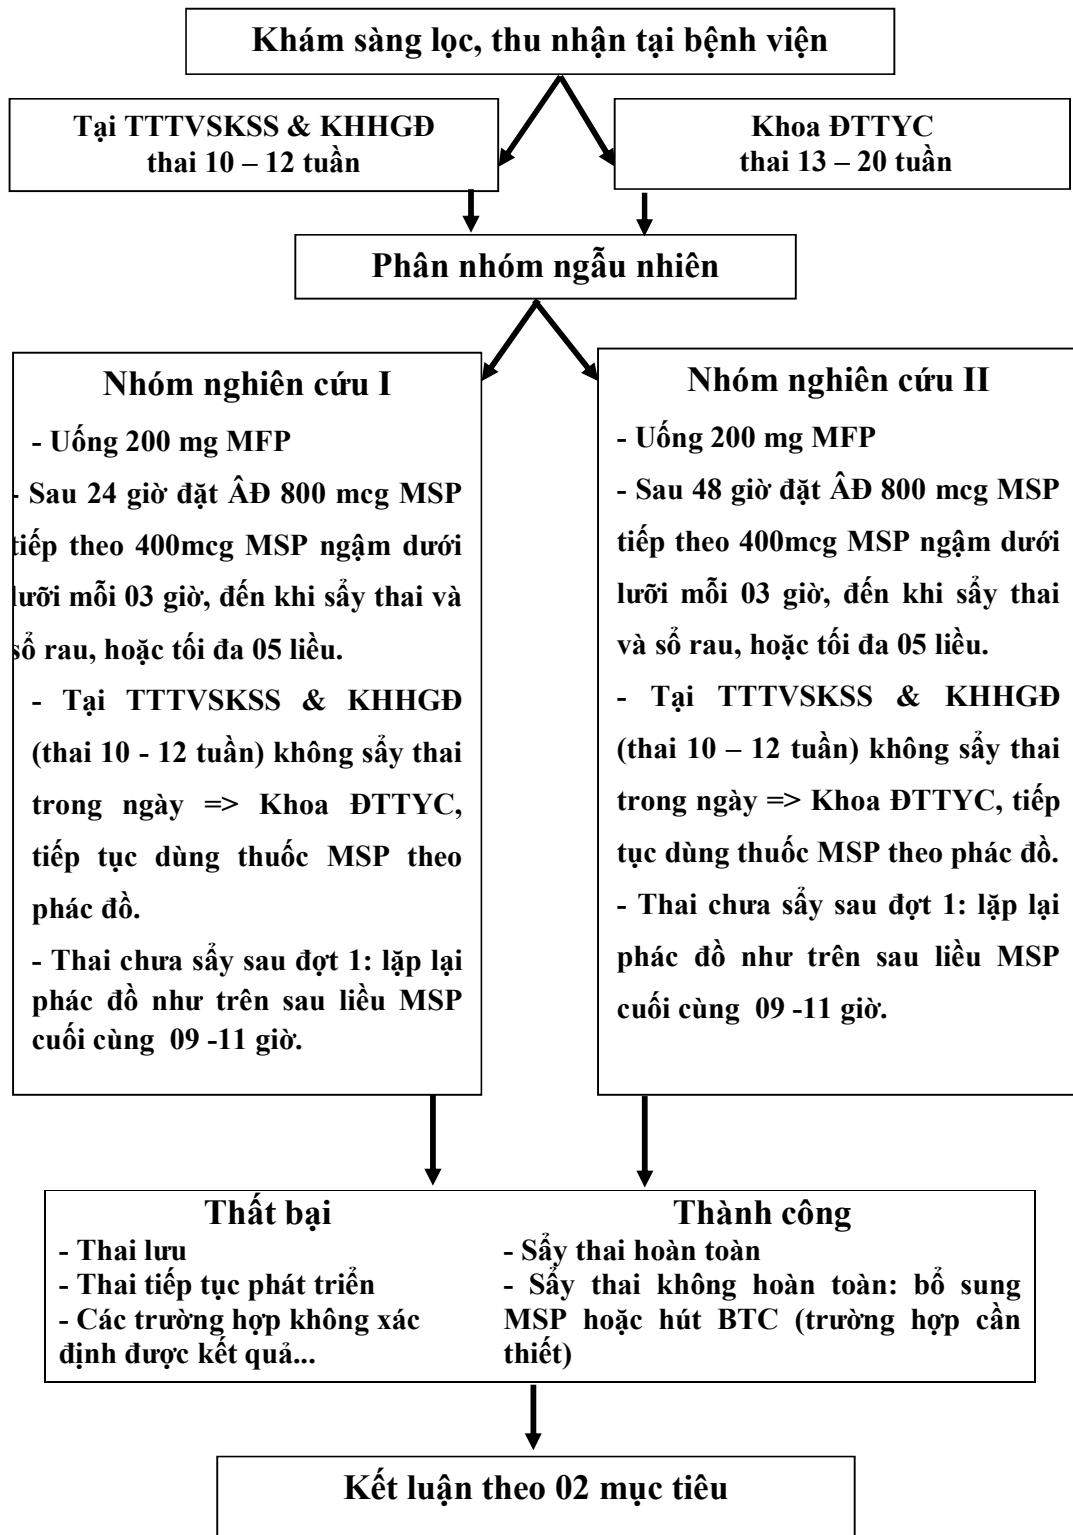 Khám sàng lọc, thu nhận tại bệnh viện
Tại TTTVSKSS & KHHGĐ
thai 10 – 12 tuần
Khoa ĐTTYC
thai 13 – 20 tuần
Phân nhóm ngẫu nhiên
Nhóm nghiên cứu I
- Uống 200 mg MFP
- Sau 24 giờ đặt ÂĐ 800 mcg MSP
tiếp theo 400mcg MSP ngậm dưới
lưỡi mỗi 03 giờ, đến khi sẩy thai và
sổ rau, hoặc tối đa 05 liều.
- Tại TTTVSKSS & KHHGĐ
(thai 10 - 12 tuần) không sẩy thai
trong ngày => Khoa ĐTTYC,
tiếp tục dùng thuốc MSP theo
phác đồ.
- Thai chưa sẩy sau đợt 1: lặp lại
phác đồ như trên sau liều MSP
cuối cùng 09 -11 giờ.
Nhóm nghiên cứu II
- Uống 200 mg MFP
- Sau 48 giờ đặt ÂĐ 800 mcg MSP
tiếp theo 400mcg MSP ngậm dưới
lưỡi mỗi 03 giờ, đến khi sẩy thai
và sổ rau, hoặc tối đa 05 liều.
- Tại TTTVSKSS & KHHGĐ
(thai 10 – 12 tuần) không sẩy thai
trong ngày => Khoa ĐTTYC, tiếp
tục dùng thuốc MSP theo phác đồ.
- Thai chưa sẩy sau đợt 1: lặp lại
phác đồ như trên sau liều MSP
cuối cùng 09 -11 giờ.
Thất bại
- Thai lưu
- Thai tiếp tục phát triển
- Các trường hợp không xác
định được kết quả...
Thành công
- Sẩy thai hoàn toàn
- Sẩy thai không hoàn toàn: bổ sung
MSP hoặc hút BTC (trường hợp cần
thiết)
Kết luận theo 02 mục tiêu